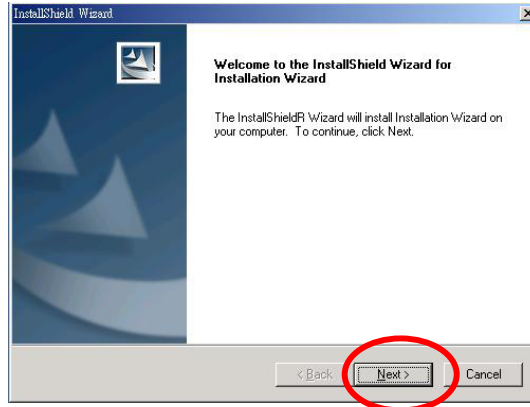 InstallShield Wizard
Welcome to the InstallShield Wizard for
Installation Wizard
The InstallShieldR Wizard will install Installation Wizard on
your computer. To continue, click Next.
< Back
Next >
Cancel